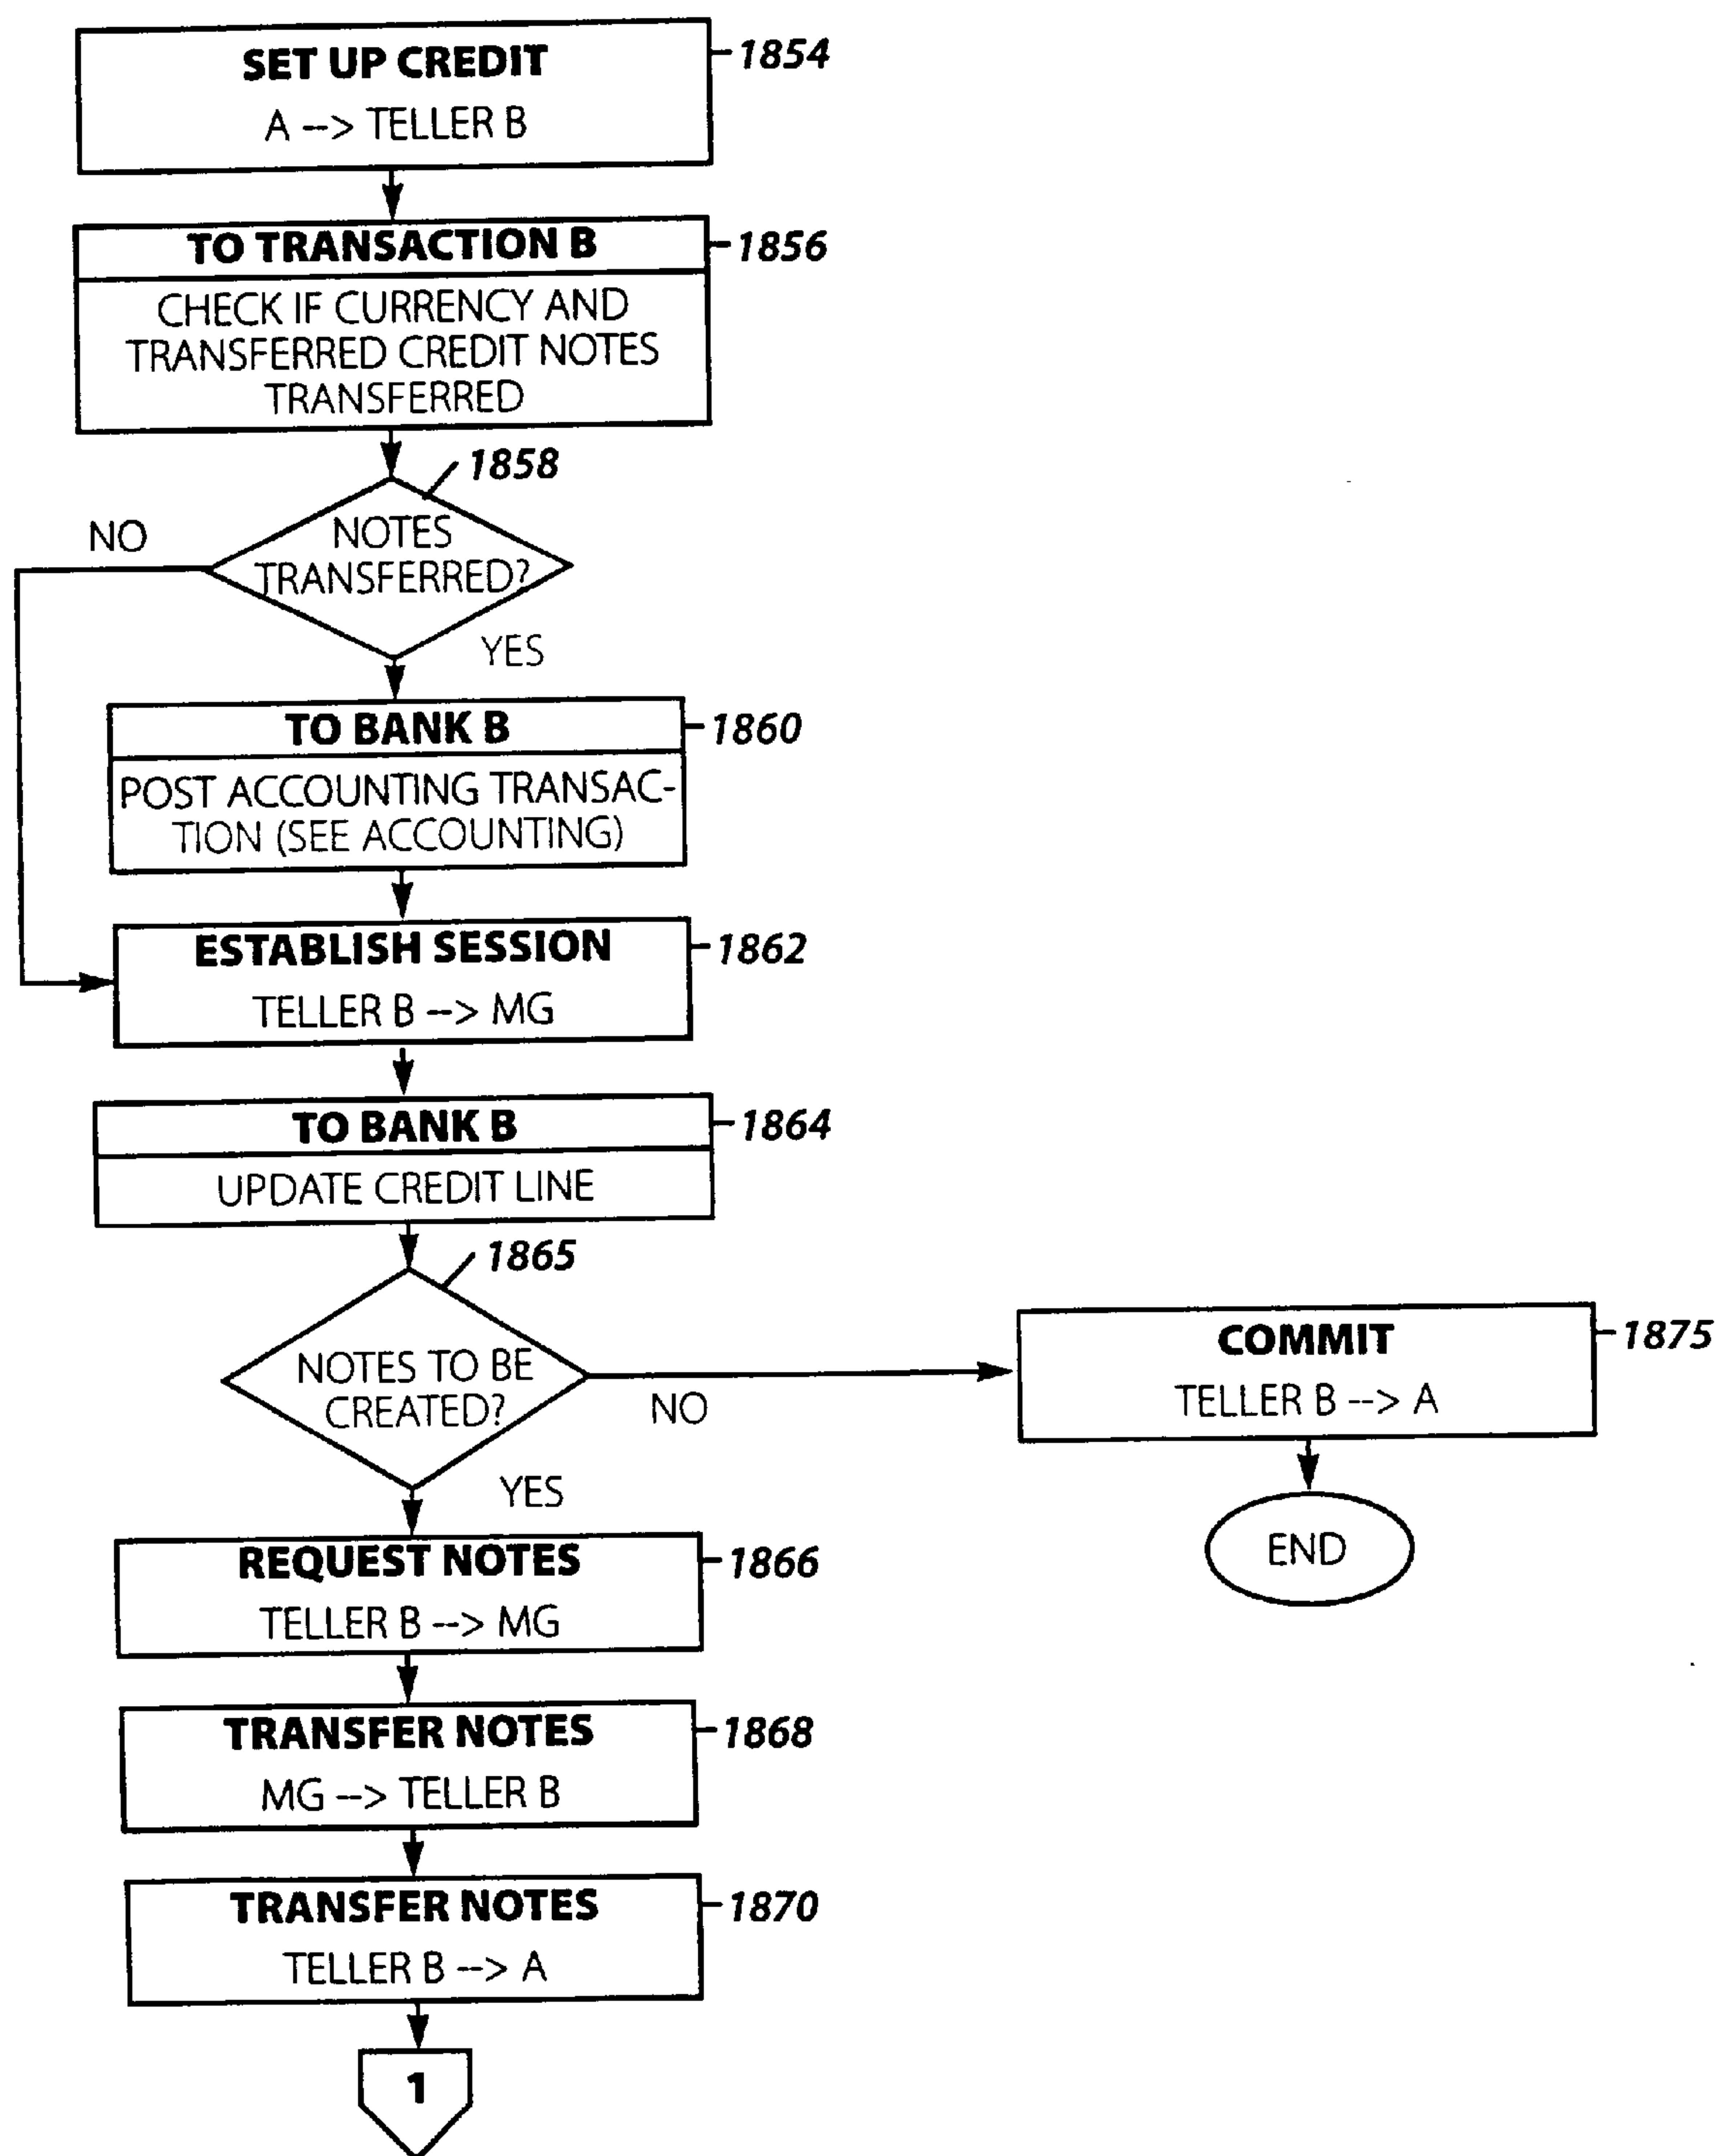 SET UP CREDIT
1854
A --> TELLER B
TO TRANSACTION B
1856
CHECK IF CURRENCY AND
TRANSFERRED CREDIT NOTES
TRANSFERRED
1858
NO
NOTES
TRANSFERRED?
YES
TO BANK B
1860
POST ACCOUNTING TRANSAC-
TION (SEE ACCOUNTING)
ESTABLISH SESSION
1862
TELLER B --> MG
TO BANK B
1864
UPDATE CREDIT LINE
1865
NOTES TO BE
CREATED?
NO
YES
COMMIT
1875
TELLER B --> A
END
REQUEST NOTES
1866
TELLER B --> MG
TRANSFER NOTES
1868
MG --> TELLER B
TRANSFER NOTES
1870
TELLER B --> A
1